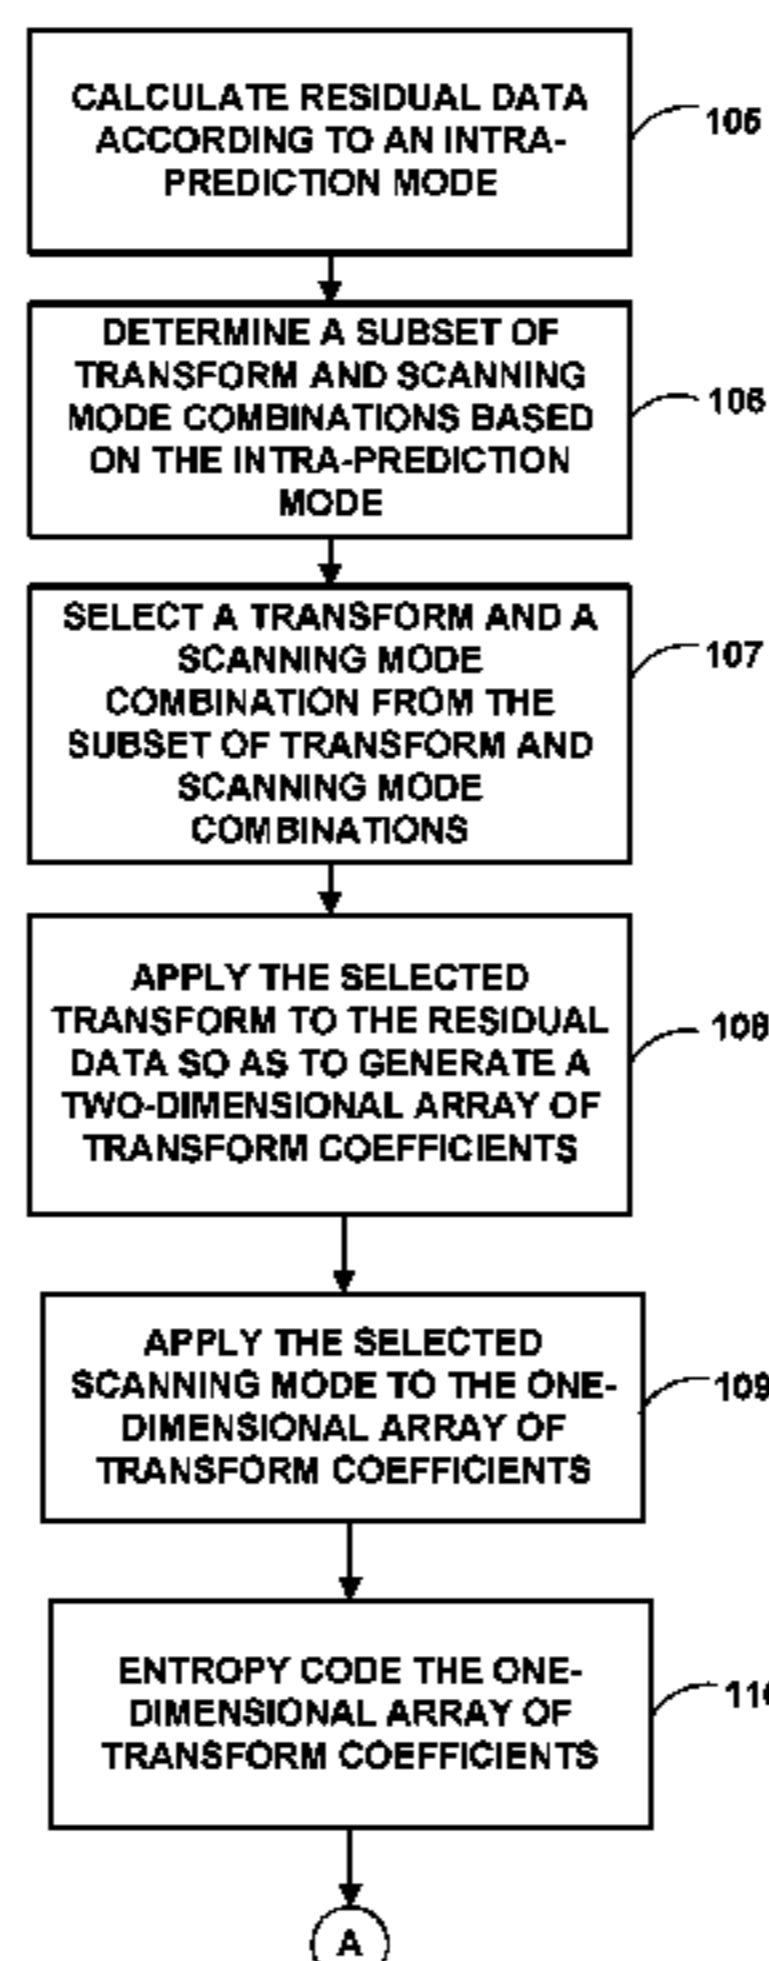 CALCULATE RESIDUAL DATA
ACCORDING TO AN INTRA-
PREDICTION MODE
105
DETERMINE A SUBSET OF
TRANSFORM AND SCANNING
MODE COMBINATIONS BASED
ON THE INTRA-PREDICTION
MODE
106
SELECT A TRANSFORM AND A
SCANNING MODE
COMBINATION FROM THE
SUBSET OF TRANSFORM AND
SCANNING MODE
COMBINATIONS
107
APPLY THE SELECTED
TRANSFORM TO THE RESIDUAL
DATA SO AS TO GENERATE A
TWO-DIMENSIONAL ARRAY OF
TRANSFORM COEFFICIENTS
108
APPLY THE SELECTED
SCANNING MODE TO THE ONE-
DIMENSIONAL ARRAY OF
TRANSFORM COEFFICIENTS
109
ENTROPY CODE THE ONE-
DIMENSIONAL ARRAY OF
TRANSFORM COEFFICIENTS
110
A